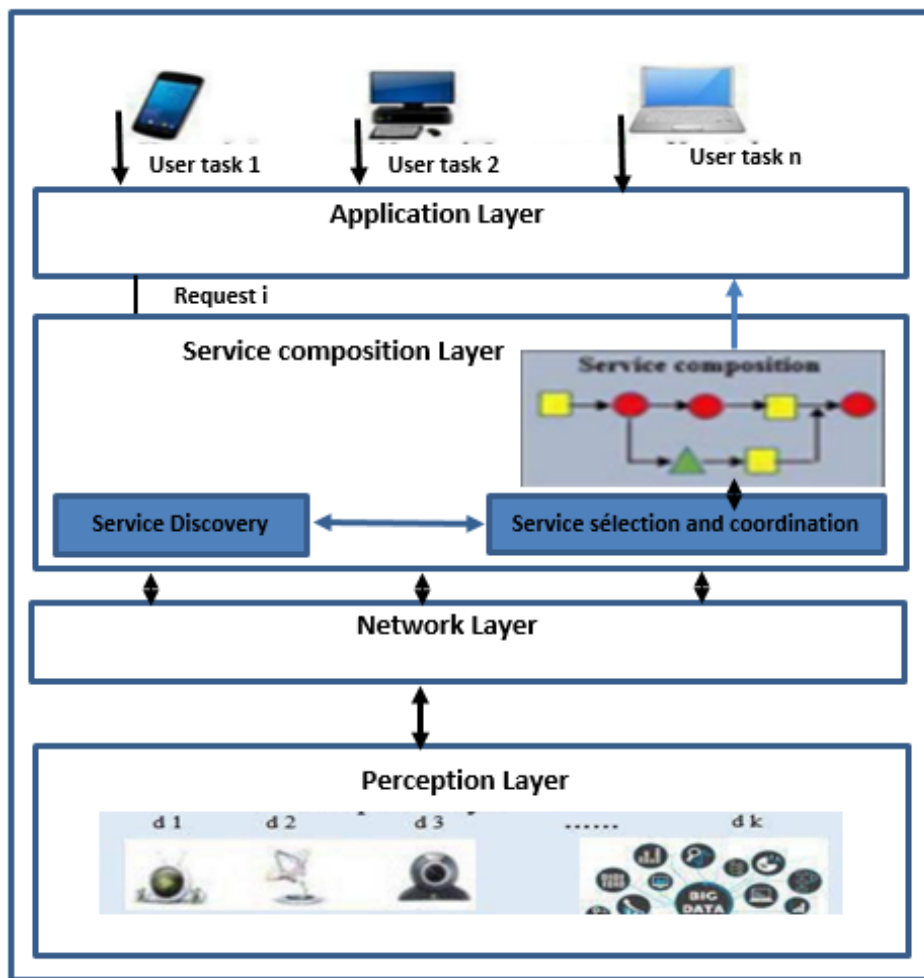 User task 1
User task 2
User task n
Application Layer
Request i
Service composition Layer
Service composition
Service Discovery
Service sélection and coordination
Network Layer
Perception Layer
d 1
d 2
d 3
......
d k
BIG
DATA